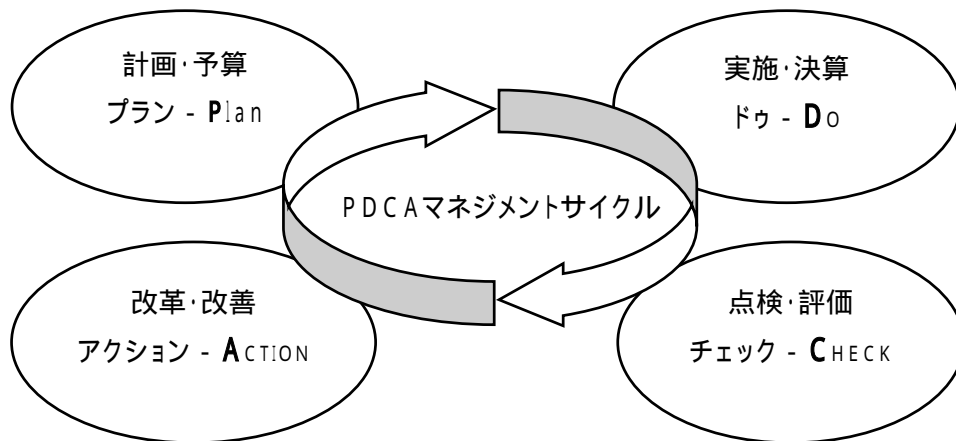 計画·予算
プラン - Plan
実施·決算
ドゥ - Do
PDCAマネジメントサイクル
改革·改善
アクション - ACTION
点検·評価
チェック - CHECK